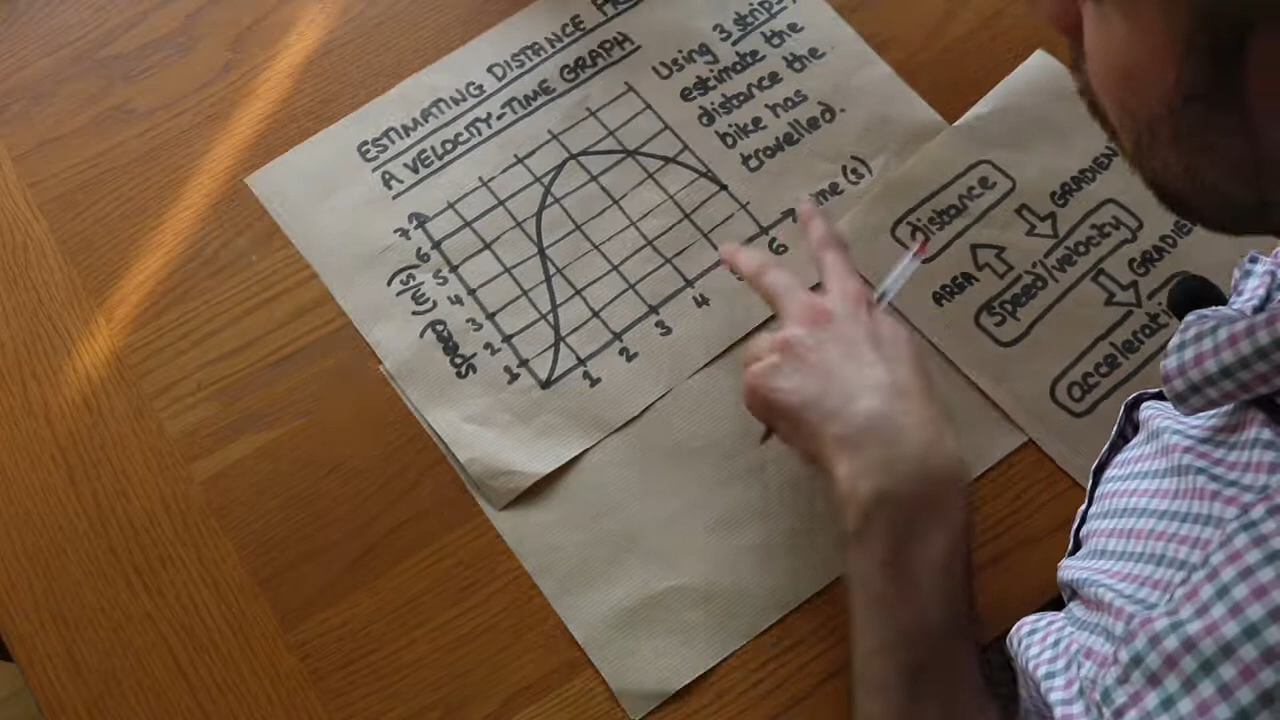 ESTIMATING DISTANCE
A VELOCITY-TIME GRAPH
Using 3 strip
estimate the
distance the
bike has
travelled.
7
6
5
4
3
2
1
speed (m/s)
1
2
3
4
6
(s)
distance
AREA
GRADIEN
speed/velocity
GRADIE
accelerati